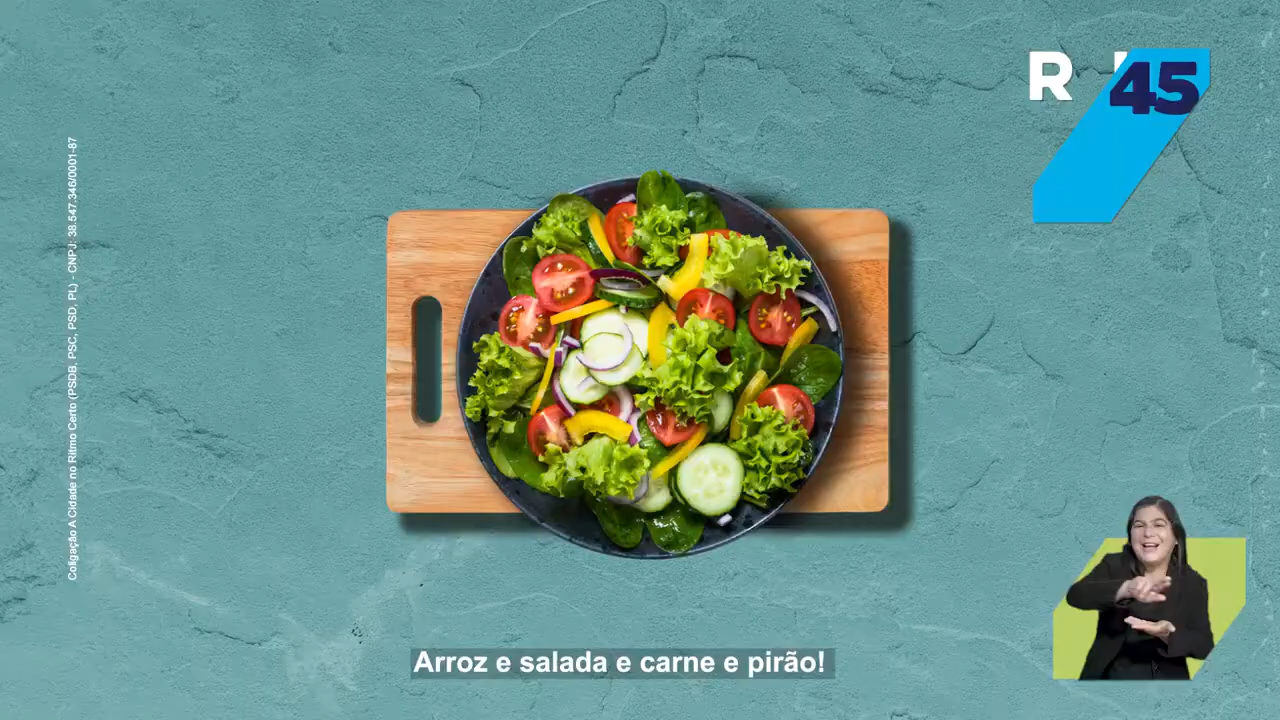 R
45
Coligação A Cidade no Ritmo Certo (PSDB, PSC, PSD, PL) - CNPJ: 38.547.346/0001-87
Arroz e salada e carne e pirão!